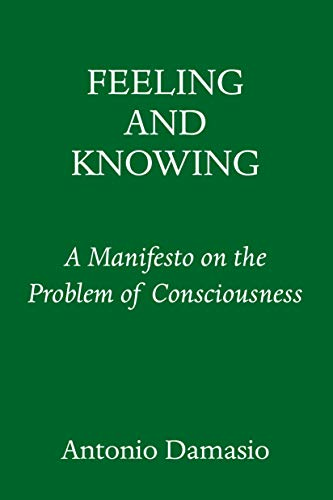 FEELING
AND
KNOWING
A Manifesto on the
Problem of Consciousness
Antonio Damasio